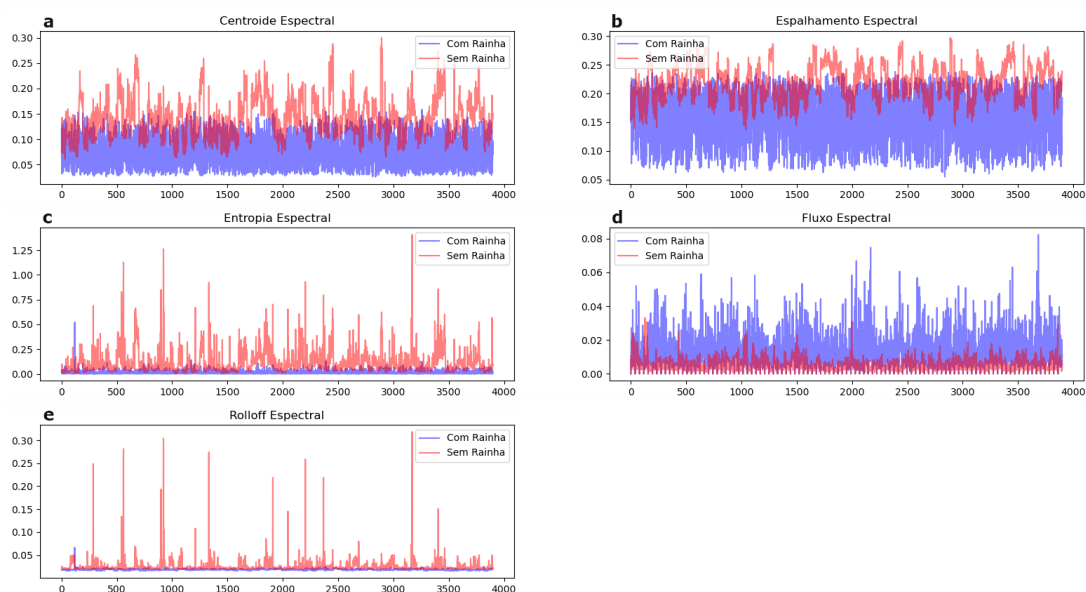 a
Centroide Espectral
0.30
0.25
0.20
0.15
0.10
0.05
Com Rainha
Sem Rainha
0 500 1000 1500 2000 2500 3000 3500 4000
b
Espalhamento Espectral
0.30
0.25
0.20
0.15
0.10
0.05
Com Rainha
Sem Rainha
0 500 1000 1500 2000 2500 3000 3500 4000
c
Entropia Espectral
1.25
1.00
0.75
0.50
0.25
0.00
Com Rainha
Sem Rainha
0 500 1000 1500 2000 2500 3000 3500 4000
d
Fluxo Espectral
0.08
0.06
0.04
0.02
0.00
Com Rainha
Sem Rainha
0 500 1000 1500 2000 2500 3000 3500 4000
e
Rolloff Espectral
0.30
0.25
0.20
0.15
0.10
0.05
Com Rainha
Sem Rainha
0 500 1000 1500 2000 2500 3000 3500 4000